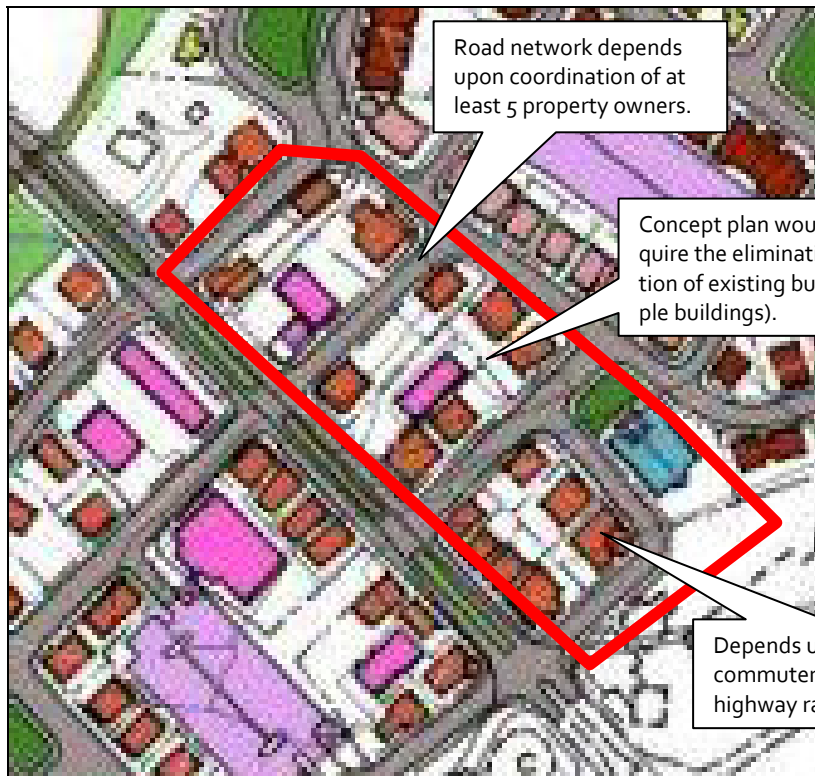 Road network depends
upon coordination of at
least 5 property owners.
Concept plan wou
quire the eliminat
tion of existing bu
ple buildings).
Depends u
commuter
highway ra